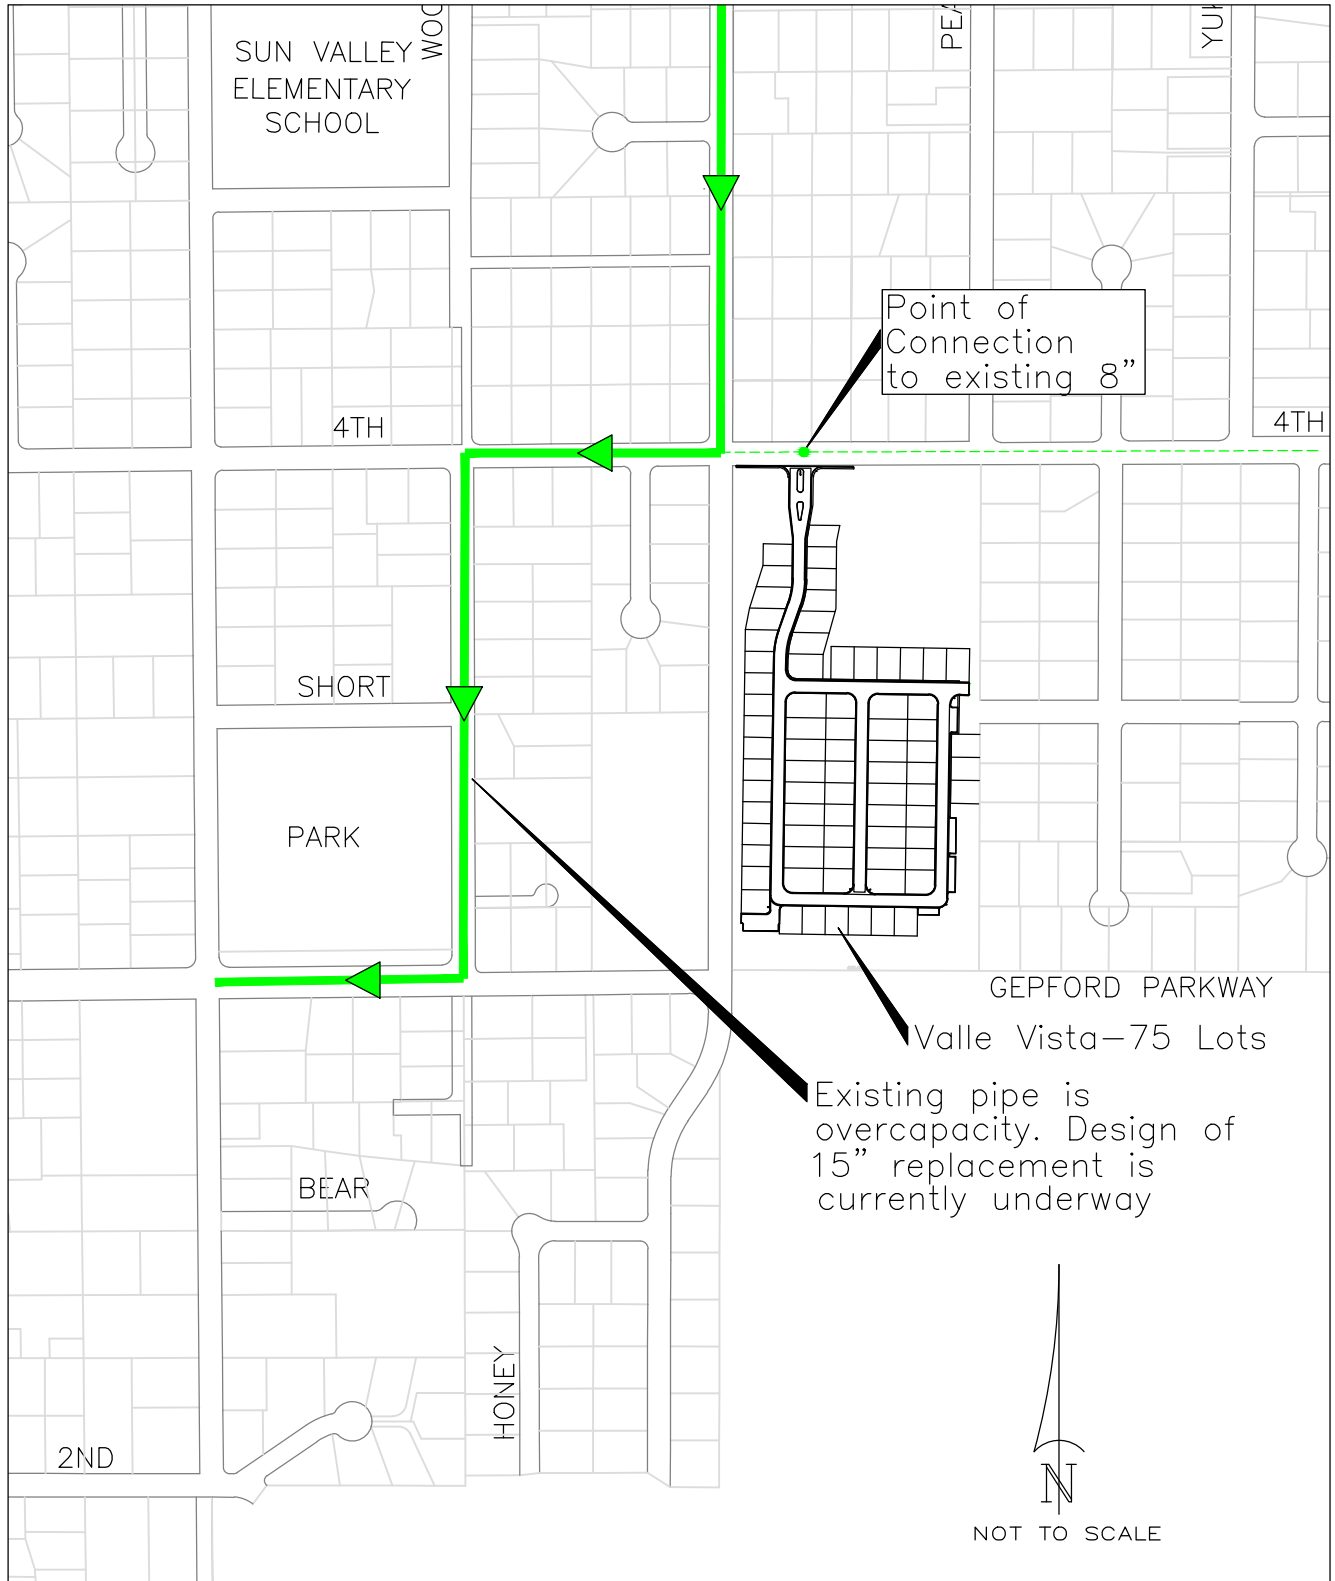 SUN VALLEY
ELEMENTARY
SCHOOL
WOO
PEA
YUK
Point of
Connection
to existing 8"
4TH
4TH
SHORT
PARK
GEPFORD PARKWAY
Valle Vista-75 Lots
Existing pipe is
overcapacity. Design of
15" replacement is
currently underway
BEAR
HONEY
2ND
N
NOT TO SCALE